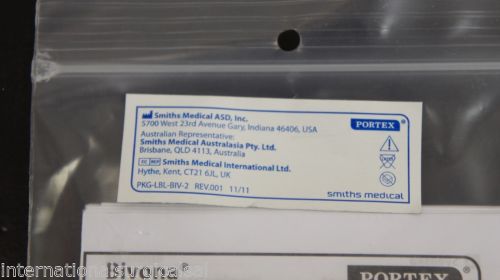 Smiths Medical ASD, Inc.
5700 West 23rd Avenue Gary, Indiana 46406, USA
Australian Representative:
Smiths Medical Australasia Pty. Ltd.
Brisbane, QLD 4113, Australia
EC REP Smiths Medical International Ltd.
Hythe, Kent, CT21 6JL, UK
PKG-LBL-BIV-2 REV.001 11/11
PORTEX®
smiths medical
PORTEX
internationalsurgicalsal